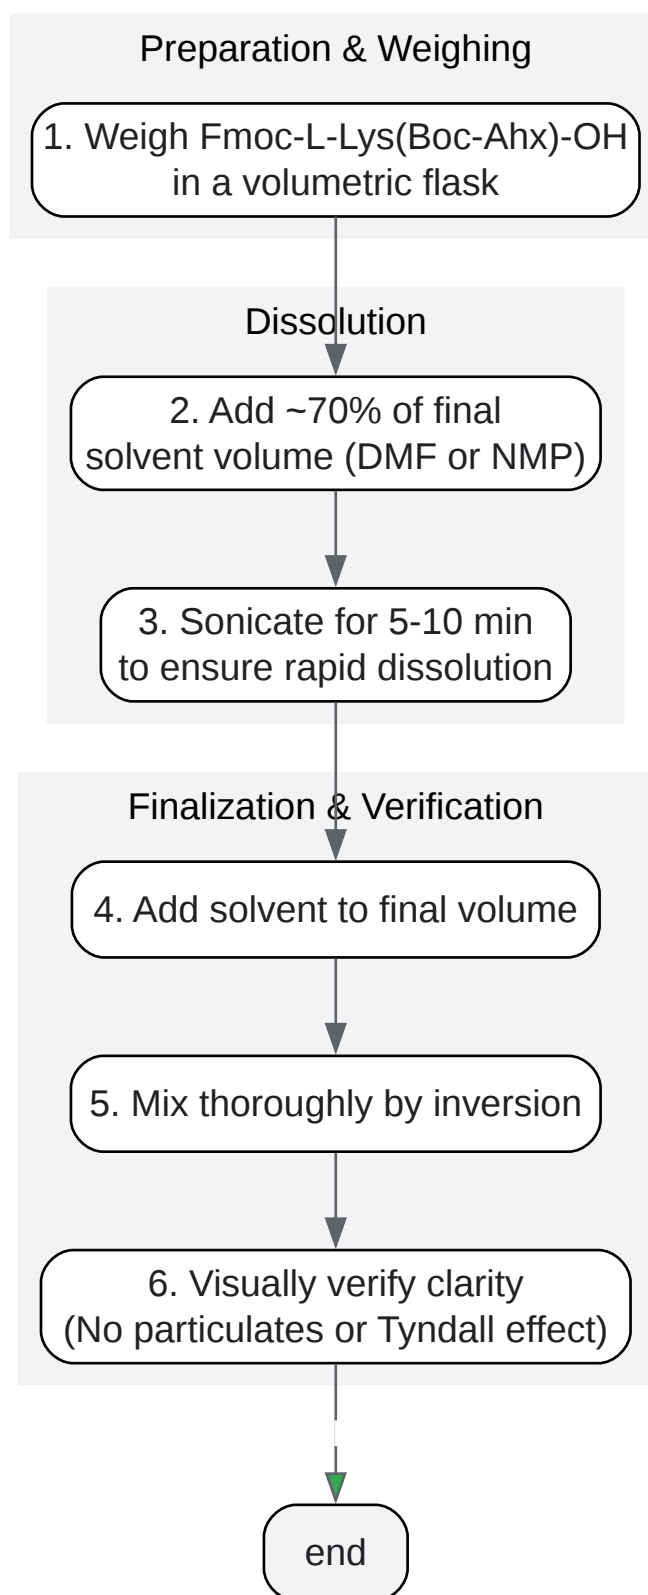 Preparation & Weighing
1. Weigh Fmoc-L-Lys(Boc-Ahx)-OH
in a volumetric flask
Dissolution
2. Add ~70% of final
solvent volume (DMF or NMP)
3. Sonicate for 5-10 min
to ensure rapid dissolution
Finalization & Verification
4. Add solvent to final volume
5. Mix thoroughly by inversion
6. Visually verify clarity
(No particulates or Tyndall effect)
end